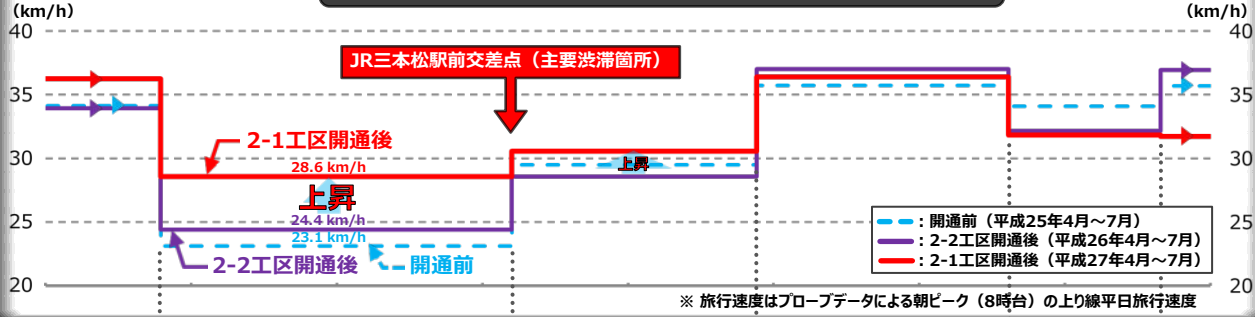 (km/h)
(km/h)
40
40
JR三本松駅前交差点（主要渋滞箇所）
35
35
2-1工区開通後
30
28.6 km/h
上昇
30
上昇
24.4 km/h
25
25
23.1 km/h
：開通前（平成25年4月～7月）
：2-2工区開通後（平成26年4月～7月）
：2-1工区開通後（平成27年4月～7月）
2-2工区開通後
開通前
20
20
※ 旅行速度はプローブデータによる朝ピーク（8時台）の上り線平日旅行速度